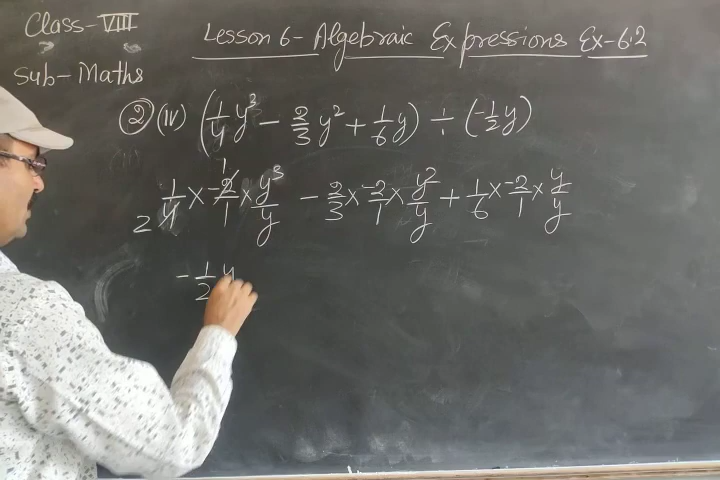 Class-VIII
Lesson 6 - Algebraic Expressions Ex-6.2
Sub-Maths
② (iv) (1/4 y³ - 2/3 y² + 1/6 y) ÷ (-1/2 y)
1/4 × -2/1 × y³/y - 2/3 × -2/1 × y²/y + 1/6 × -2/1 × y/y
2 1
- 1/2 y